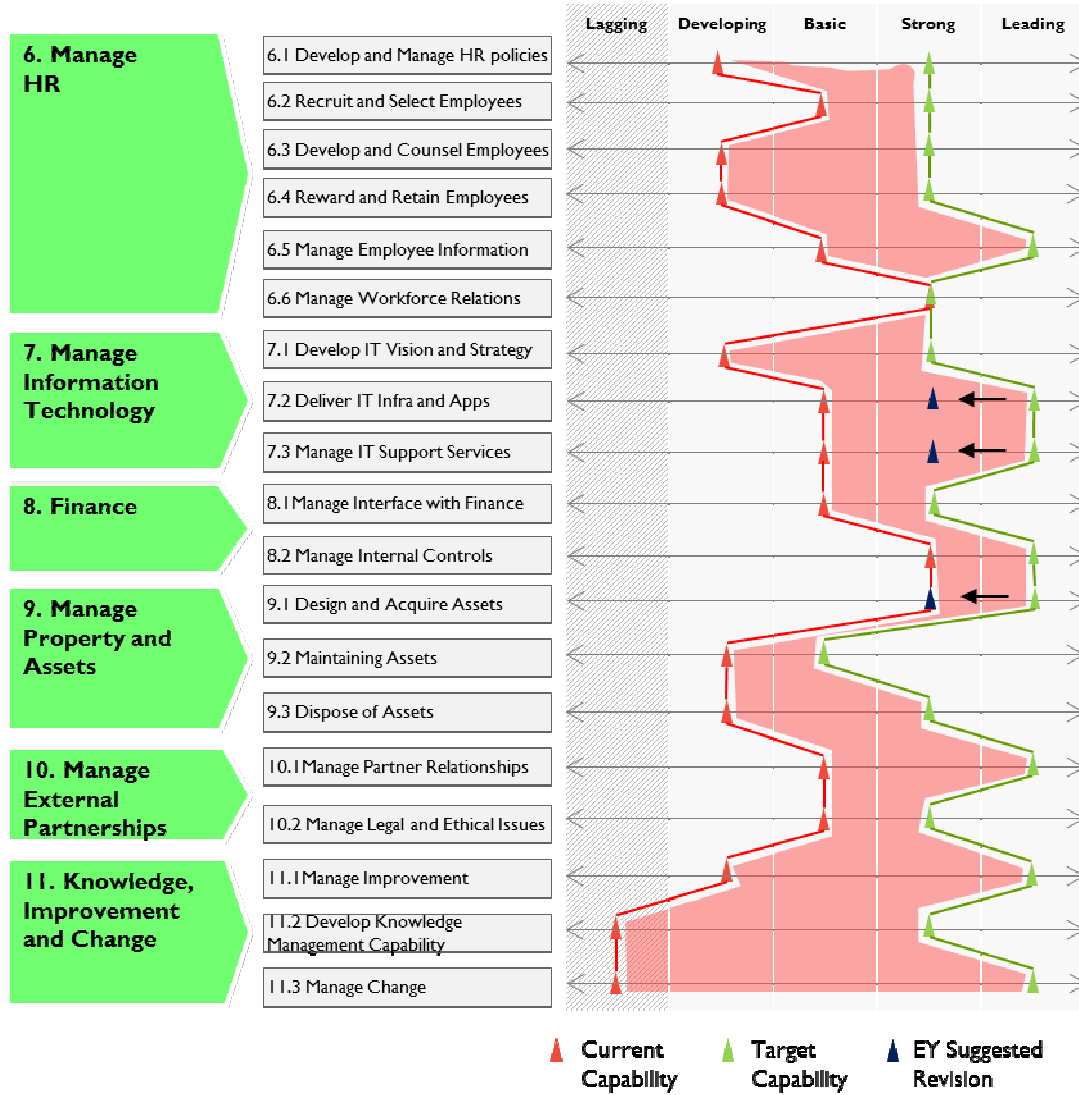 Lagging
Developing
Basic
Strong
Leading
6. Manage
HR
6.1 Develop and Manage HR policies
6.2 Recruit and Select Employees
6.3 Develop and Counsel Employees
6.4 Reward and Retain Employees
6.5 Manage Employee Information
6.6 Manage Workforce Relations
7. Manage
Information
Technology
7.1 Develop IT Vision and Strategy
7.2 Deliver IT Infra and Apps
7.3 Manage IT Support Services
8. Finance
8.1Manage Interface with Finance
8.2 Manage Internal Controls
9. Manage
Property and
Assets
9.1 Design and Acquire Assets
9.2 Maintaining Assets
9.3 Dispose of Assets
10. Manage
External
Partnerships
10.1Manage Partner Relationships
10.2 Manage Legal and Ethical Issues
11. Knowledge,
Improvement
and Change
11.1Manage Improvement
11.2 Develop Knowledge
Management Capability
11.3 Manage Change
Current
Capability
Target
Capability
EY Suggested
Revision